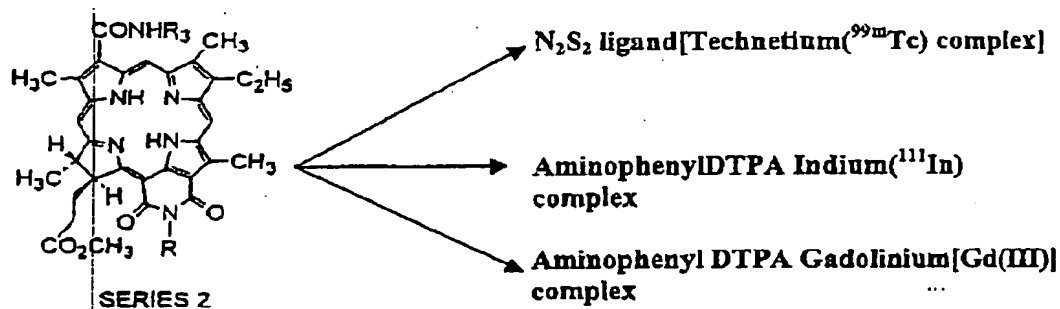 CONHR₃
CH₃
H₃C
C₂H₅
NH
N
N
HN
H
H₃C
H
CH₃
O
N
O
CO₂CH₃
R
SERIES 2
N₂S₂ ligand[Technetium(⁹⁹ᵐTc) complex]
AminophenylDTPA Indium(¹¹¹In)
complex
Aminophenyl DTPA Gadolinium[Gd(III)]
complex ...